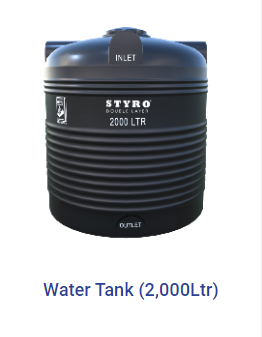 INLET
STYRO®
DOUBLE LAYER
2000 LTR
OUTLET
Water Tank (2,000Ltr)